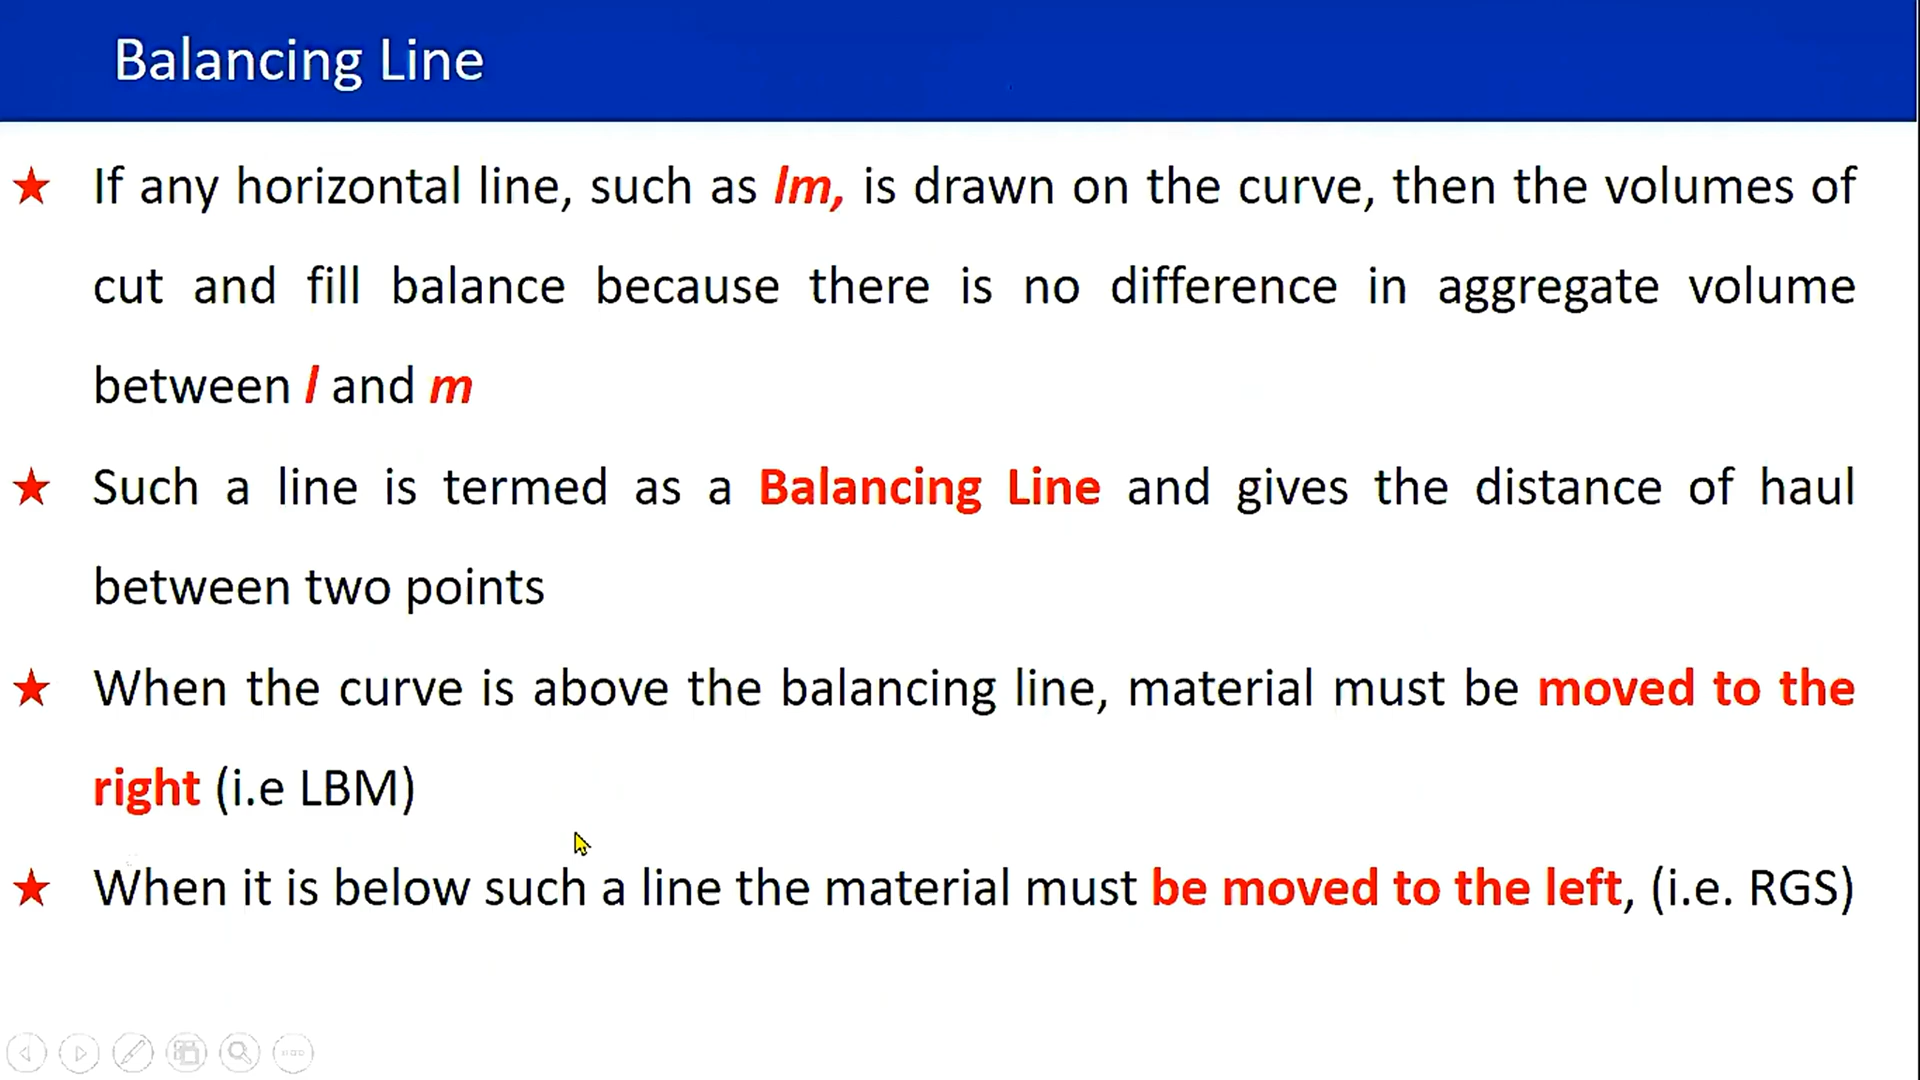 Balancing Line
If any horizontal line, such as lm, is drawn on the curve, then the volumes of
cut and fill balance because there is no difference in aggregate volume
between l and m
Such a line is termed as a Balancing Line and gives the distance of haul
between two points
When the curve is above the balancing line, material must be moved to the
right (i.e LBM)
When it is below such a line the material must be moved to the left, (i.e. RGS)